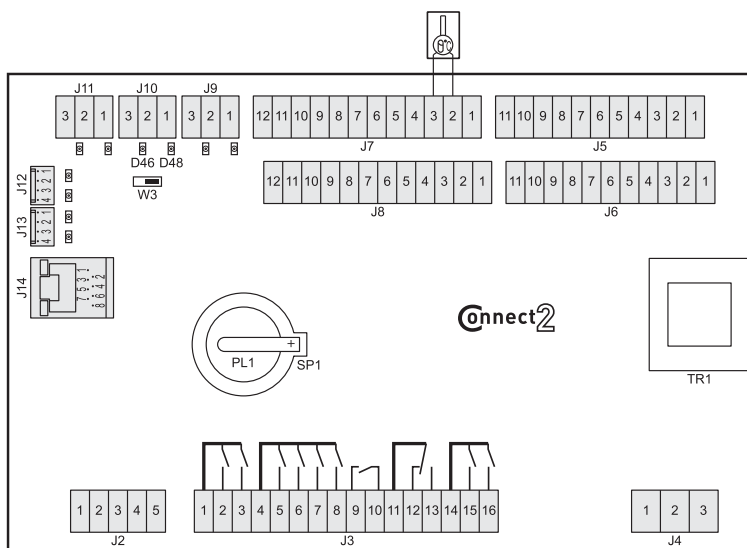 0°C
J11 J10 J9
3 2 1 3 2 1 3 2 1 12 11 10 9 8 7 6 5 4 3 2 1 11 10 9 8 7 6 5 4 3 2 1
J7 J5
D46 D48
W3
J12 4 3 2 1
12 11 10 9 8 7 6 5 4 3 2 1 11 10 9 8 7 6 5 4 3 2 1
J8 J6
J13 4 3 2 1
J14
7 5 3 1
8 6 4 2
Connect2
PL1 + SP1
TR1
1 2 3 4 5 1 2 3 4 5 6 7 8 9 10 11 12 13 14 15 16 1 2 3
J2 J3 J4